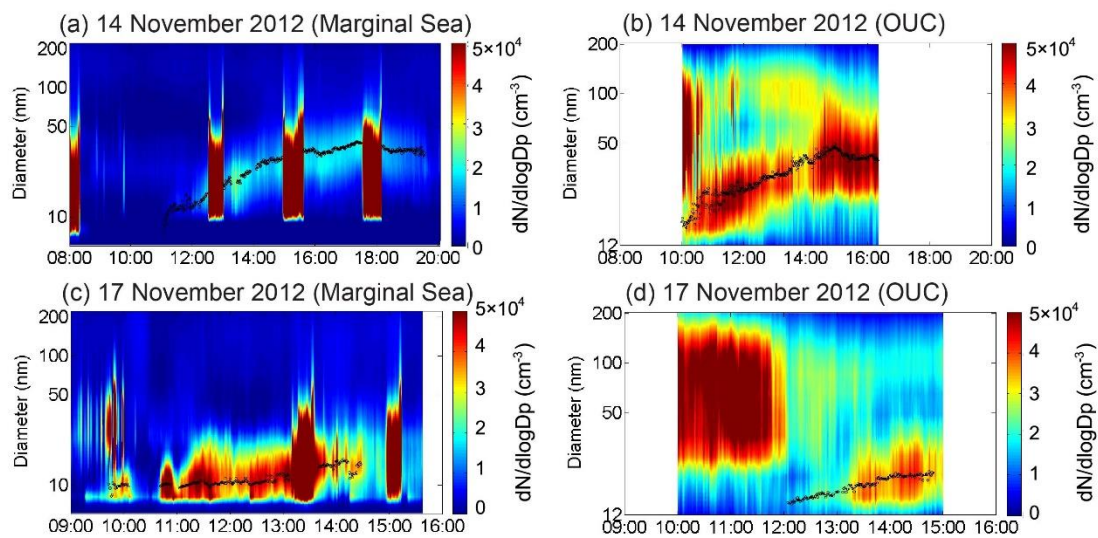 (a) 14 November 2012 (Marginal Sea)
(b) 14 November 2012 (OUC)
200
100
50
10
Diameter (nm)
08:00 10:00 12:00 14:00 16:00 18:00 20:00
5×10⁴
4
3
2
1
0
dN/dlogDp (cm⁻³)
200
100
50
12
Diameter (nm)
08:00 10:00 12:00 14:00 16:00 18:00 20:00
5×10⁴
4
3
2
1
0
dN/dlogDp (cm⁻³)
(c) 17 November 2012 (Marginal Sea)
(d) 17 November 2012 (OUC)
200
100
50
10
Diameter (nm)
09:00 10:00 11:00 12:00 13:00 14:00 15:00 16:00
5×10⁴
4
3
2
1
0
dN/dlogDp (cm⁻³)
200
100
50
12
Diameter (nm)
09:00 10:00 11:00 12:00 13:00 14:00 15:00 16:00
5×10⁴
4
3
2
1
0
dN/dlogDp (cm⁻³)